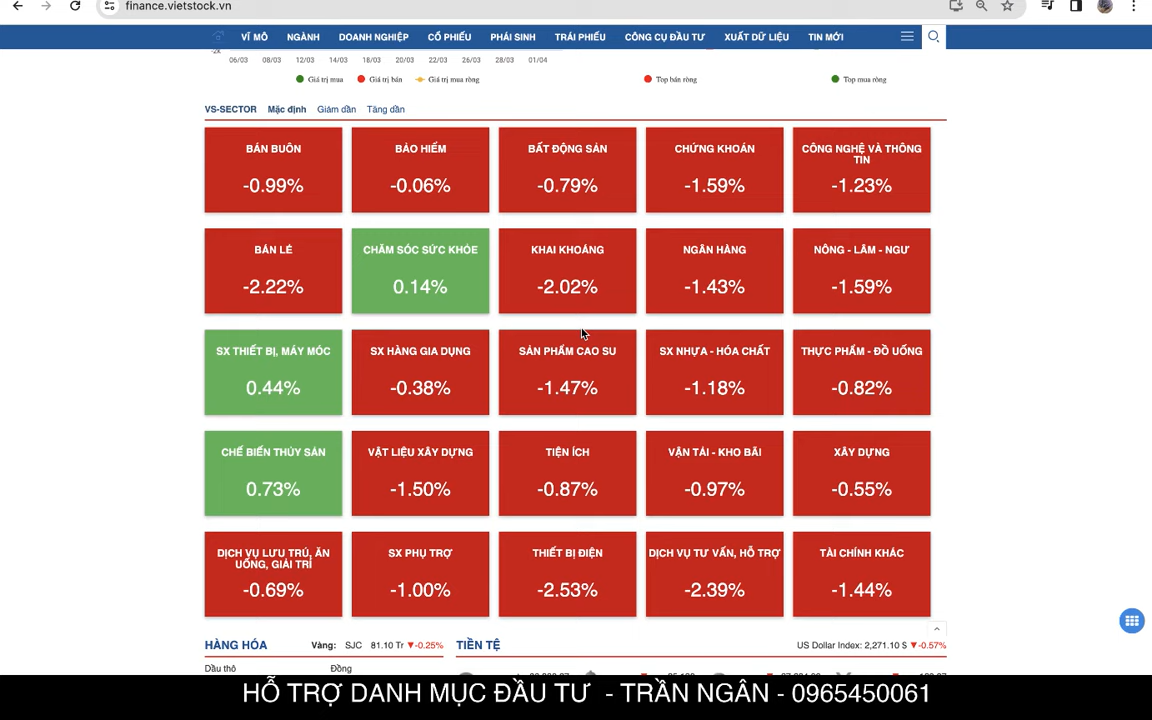 finance.vietstock.vn
VĨ MÔ NGÀNH DOANH NGHIỆP CỔ PHIẾU PHÁI SINH TRÁI PHIẾU CÔNG CỤ ĐẦU TƯ XUẤT DỮ LIỆU TIN MỚI
06/03 08/03 12/03 14/03 18/03 20/03 22/03 26/03 28/03 01/04
Giá trị mua Giá trị bán Giá trị mua ròng Top bán ròng Top mua ròng
VS-SECTOR Mặc định Giảm dần Tăng dần
BÁN BUÔN BẢO HIỂM BẤT ĐỘNG SẢN CHỨNG KHOÁN CÔNG NGHỆ VÀ THÔNG
TIN
-0.99% -0.06% -0.79% -1.59% -1.23%
BÁN LẺ CHĂM SÓC SỨC KHỎE KHAI KHOÁNG NGÂN HÀNG NÔNG - LÂM - NGƯ
-2.22% 0.14% -2.02% -1.43% -1.59%
SX THIẾT BỊ, MÁY MÓC SX HÀNG GIA DỤNG SẢN PHẨM CAO SU SX NHỰA - HÓA CHẤT THỰC PHẨM - ĐỒ UỐNG
0.44% -0.38% -1.47% -1.18% -0.82%
CHẾ BIẾN THỦY SẢN VẬT LIỆU XÂY DỰNG TIỆN ÍCH VẬN TẢI - KHO BÃI XÂY DỰNG
0.73% -1.50% -0.87% -0.97% -0.55%
DỊCH VỤ LƯU TRÚ, ĂN
UỐNG, GIẢI TRÍ SX PHỤ TRỢ THIẾT BỊ ĐIỆN DỊCH VỤ TƯ VẤN, HỖ TRỢ TÀI CHÍNH KHÁC
-0.69% -1.00% -2.53% -2.39% -1.44%
HÀNG HÓA Vàng: SJC 81.10 Tr ▼-0.25% TIỀN TỆ US Dollar Index: 2,271.10 $ ▼-0.57%
Dầu thô Đồng
HỖ TRỢ DANH MỤC ĐẦU TƯ - TRẦN NGÂN - 0965450061